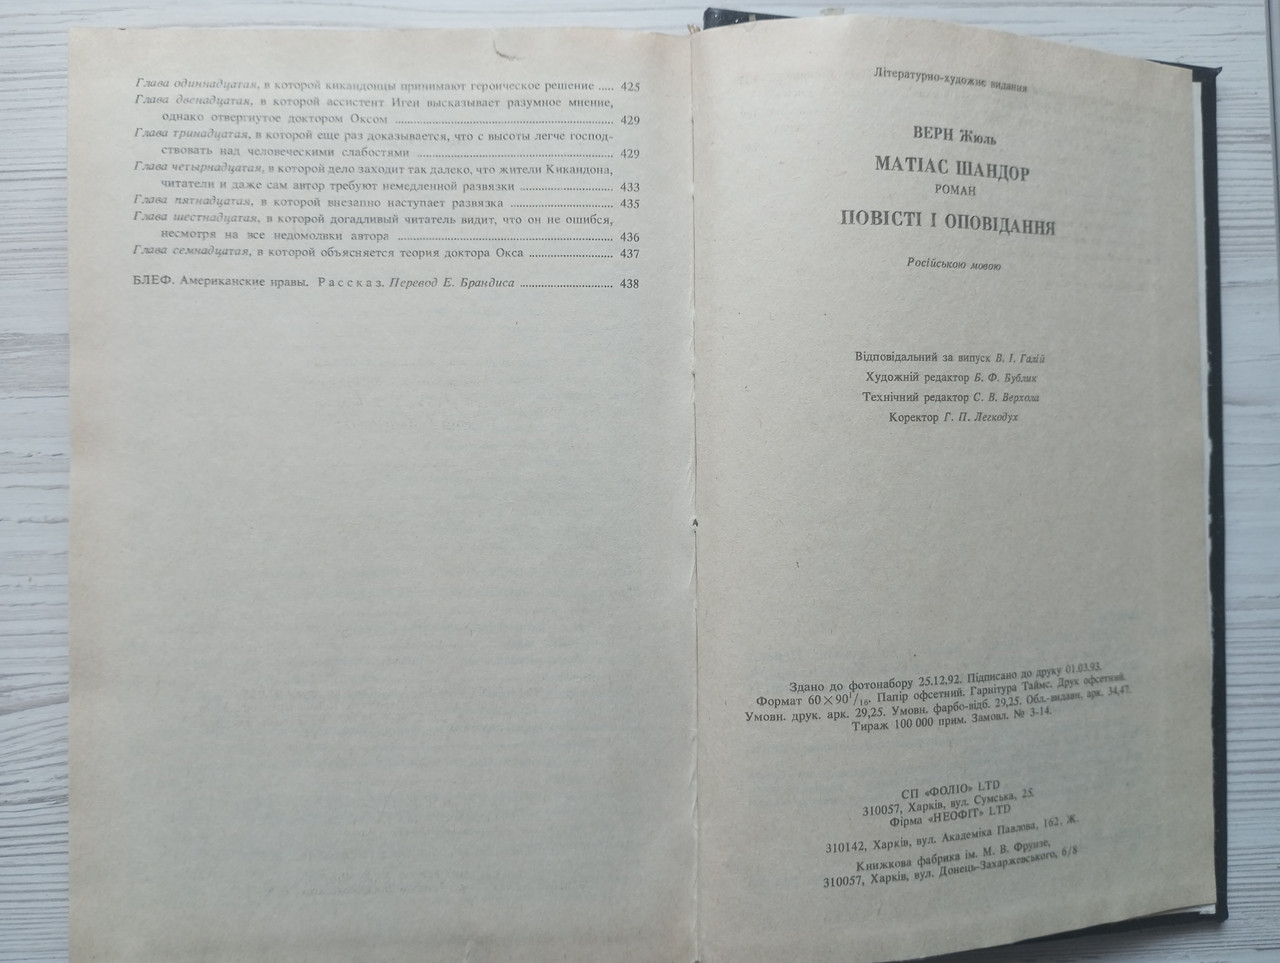 Глава одиннадцатая, в которой кикандонцы принимают героическое решение ..... 425
Глава двенадцатая, в которой ассистент Иген высказывает разумное мнение,
однако отвергнутое доктором Оксом ..... 429
Глава тринадцатая, в которой еще раз доказывается, что с высоты легче господ-
ствовать над человеческими слабостями ..... 429
Глава четырнадцатая, в которой дело заходит так далеко, что жители Кикандона,
читатели и даже сам автор требуют немедленной развязки ..... 433
Глава пятнадцатая, в которой внезапно наступает развязка ..... 435
Глава шестнадцатая, в которой догадливый читатель видит, что он не ошибся,
несмотря на все недомолвки автора ..... 436
Глава семнадцатая, в которой объясняется теория доктора Окса ..... 437
БЛЕФ. Американские нравы. Рассказ. Перевод Е. Брандиса ..... 438
Літературно-художнє видання
ВЕРН Жюль
МАТІАС ШАНДОР
РОМАН
ПОВІСТІ І ОПОВІДАННЯ
Російською мовою
Відповідальний за випуск В. І. Галій
Художній редактор Б. Ф. Бублик
Технічний редактор С. В. Верхола
Коректор Г. П. Легкодух
Здано до фотонабору 25.12.92. Підписано до друку 01.03.93.
Формат 60×90 1/16. Папір офсетний. Гарнітура Таймс. Друк офсетний.
Умовн. друк. арк. 29,25. Умовн. фарбо-відб. 29,25. Обл.-видавн. арк. 34,47.
Тираж 100 000 прим. Замовл. № 3-14.
СП «ФОЛІО» LTD
310057, Харків, вул. Сумська, 25.
Фірма «НЕОФІТ» LTD
310142, Харків, вул. Академіка Павлова, 162. Ж.
Книжкова фабрика ім. М. В. Фрунзе,
310057, Харків, вул. Донець-Захаржевського, 6/8